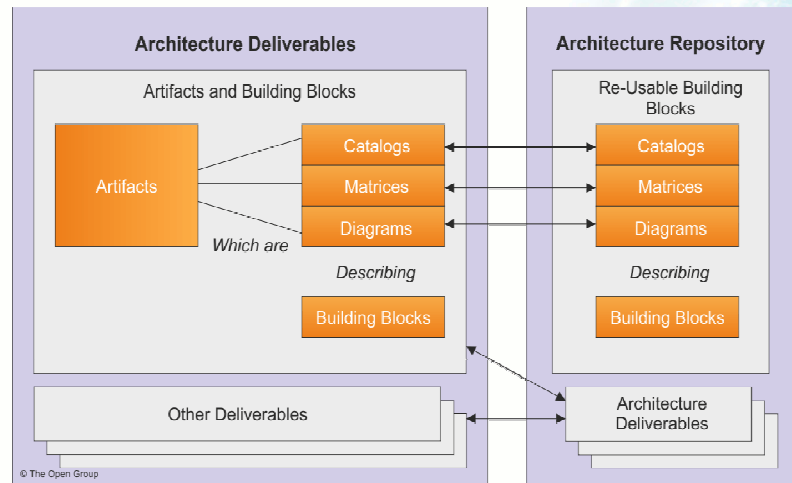 Architecture Deliverables
Artifacts and Building Blocks
Artifacts
Which are
Catalogs
Matrices
Diagrams
Describing
Building Blocks
Other Deliverables
© The Open Group
Architecture Repository
Re-Usable Building
Blocks
Catalogs
Matrices
Diagrams
Describing
Building Blocks
Architecture
Deliverables